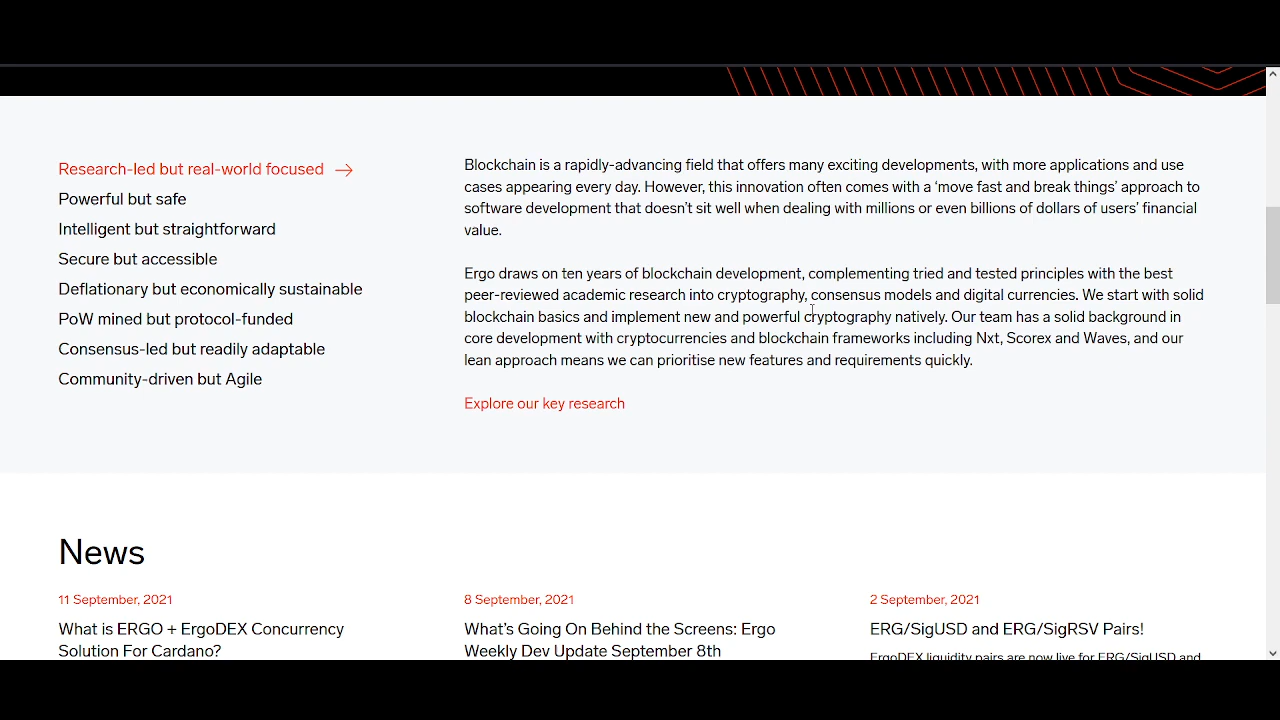 Research-led but real-world focused →
Powerful but safe
Intelligent but straightforward
Secure but accessible
Deflationary but economically sustainable
PoW mined but protocol-funded
Consensus-led but readily adaptable
Community-driven but Agile
Blockchain is a rapidly-advancing field that offers many exciting developments, with more applications and use
cases appearing every day. However, this innovation often comes with a ‘move fast and break things’ approach to
software development that doesn’t sit well when dealing with millions or even billions of dollars of users’ financial
value.
Ergo draws on ten years of blockchain development, complementing tried and tested principles with the best
peer-reviewed academic research into cryptography, consensus models and digital currencies. We start with solid
blockchain basics and implement new and powerful cryptography natively. Our team has a solid background in
core development with cryptocurrencies and blockchain frameworks including Nxt, Scorex and Waves, and our
lean approach means we can prioritise new features and requirements quickly.
Explore our key research
News
11 September, 2021
What is ERGO + ErgoDEX Concurrency
Solution For Cardano?
8 September, 2021
What’s Going On Behind the Screens: Ergo
Weekly Dev Update September 8th
2 September, 2021
ERG/SigUSD and ERG/SigRSV Pairs!
ErgoDEX liquidity pairs are now live for ERG/SigUSD and